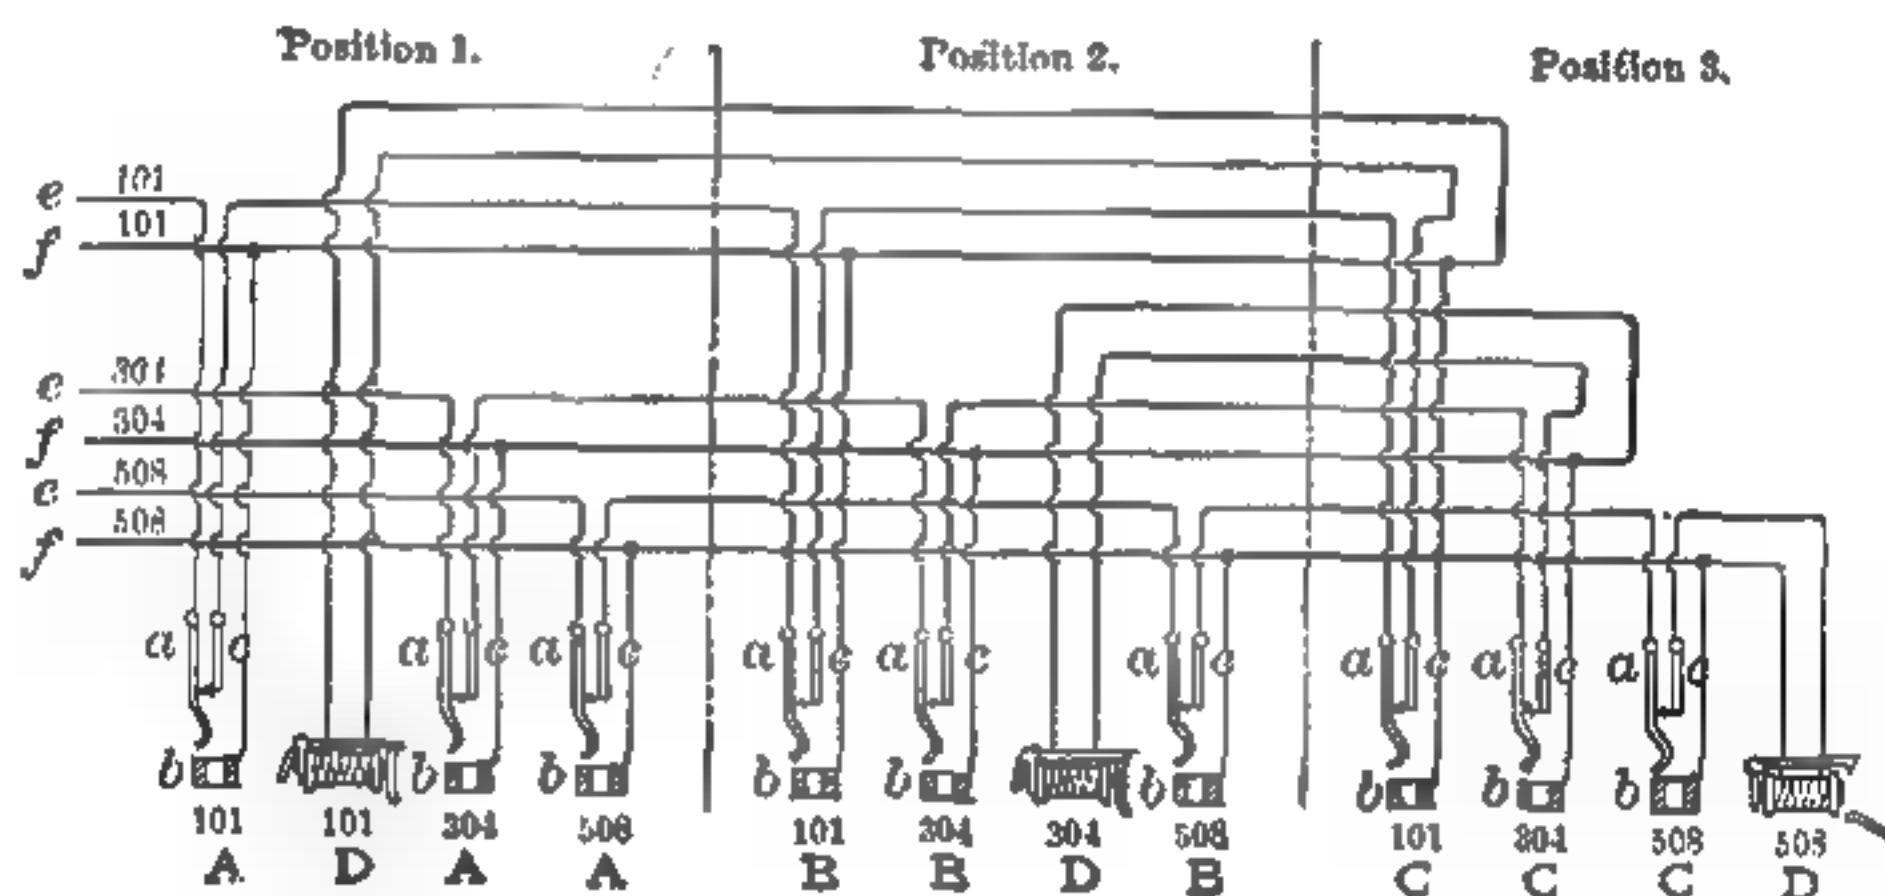 Position 1. Position 2. Position 3.
e 101
f 101
e 304
f 304
e 508
f 508
a c a c a c a c a c a c a c a c a c
b b b b b b b b b
101 101 304 508 101 304 304 508 101 304 508 508
A D A A B B D B C C C D